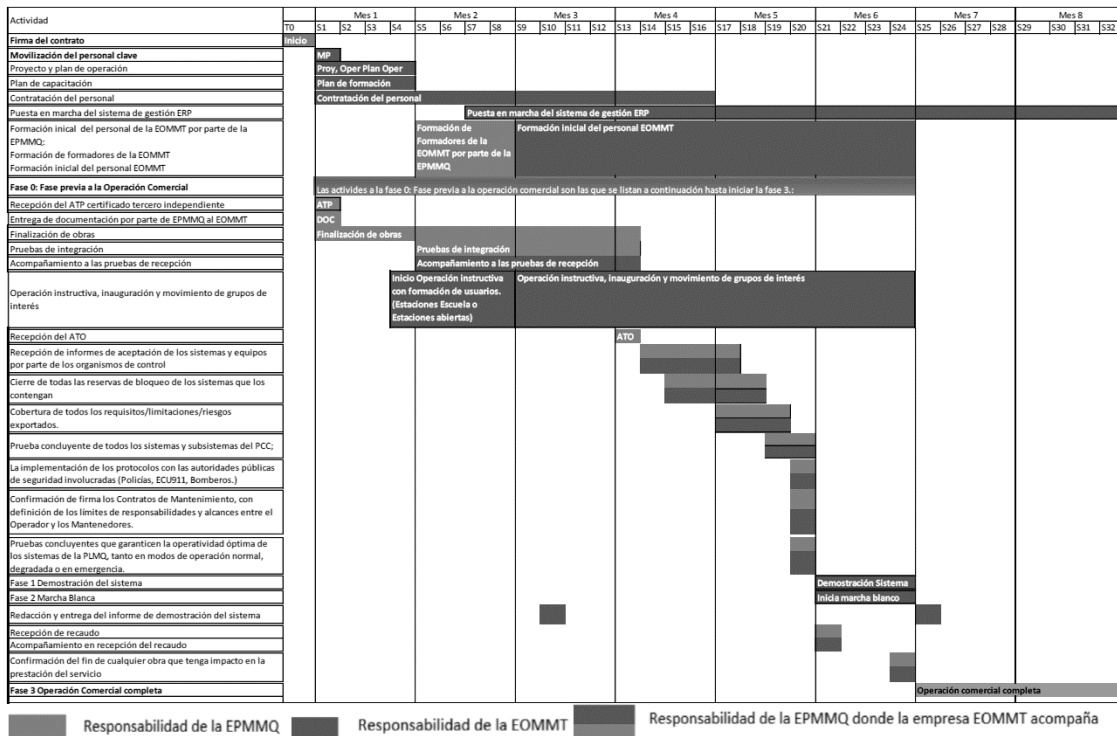 Actividad
Mes 1 Mes 2 Mes 3 Mes 4 Mes 5 Mes 6 Mes 7 Mes 8
T0 S1 S2 S3 S4 S5 S6 S7 S8 S9 S10 S11 S12 S13 S14 S15 S16 S17 S18 S19 S20 S21 S22 S23 S24 S25 S26 S27 S28 S29 S30 S31 S32
Firma del contrato Inicio
Movilización del personal clave MP
Proyecto y plan de operación Proy, Oper Plan Oper
Plan de capacitación Plan de formación
Contratación del personal Contratación del personal
Puesta en marcha del sistema de gestión ERP Puesta en marcha del sistema de gestión ERP
Formación inical del personal de la EOMMT por parte de la
EPMMQ:
Formación de formadores de la EOMMT
Formación inicial del personal EOMMT
Formación de
Formadores de la
EOMMT por parte de la
EPMMQ
Formación inicial del personal EOMMT
Fase 0: Fase previa a la Operación Comercial Las activides a la fase 0: Fase previa a la operación comercial son las que se listan a continuación hasta iniciar la fase 3.:
Recepción del ATP certificado tercero independiente ATP
Entrega de documentación por parte de EPMMQ al EOMMT DOC
Finalización de obras Finalización de obras
Pruebas de integración Pruebas de integración
Acompañamiento a las pruebas de recepción Acompañamiento a las pruebas de recepción
Operación instructiva, inauguración y movimiento de grupos de
interés
Inicio Operación instructiva
con formación de usuarios.
(Estaciones Escuela o
Estaciones abiertas)
Operación instructiva, inauguración y movimiento de grupos de interés
Recepción del ATO ATO
Recepción de informes de aceptación de los sistemas y equipos
por parte de los organismos de control
Cierre de todas las reservas de bloqueo de los sistemas que los
contengan
Cobertura de todos los requisitos/limitaciones/riesgos
exportados.
Prueba concluyente de todos los sistemas y subsistemas del PCC;
La implementación de los protocolos con las autoridades públicas
de seguridad involucradas (Policías, ECU911, Bomberos.)
Confirmación de firma los Contratos de Mantenimiento, con
definición de los límites de responsabilidades y alcances entre el
Operador y los Mantenedores.
Pruebas concluyentes que garanticen la operatividad óptima de
los sistemas de la PLMQ, tanto en modos de operación normal,
degradada o en emergencia.
Fase 1 Demostración del sistema Demostración Sistema
Fase 2 Marcha Blanca Inicia marcha blanco
Redacción y entrega del informe de demostración del sistema
Recepción de recaudo
Acompañamiento en recepción del recaudo
Confirmación del fin de cualquier obra que tenga impacto en la
prestación del servicio
Fase 3 Operación Comercial completa Operación comercial completa
Responsabilidad de la EPMMQ Responsabilidad de la EOMMT Responsabilidad de la EPMMQ donde la empresa EOMMT acompaña